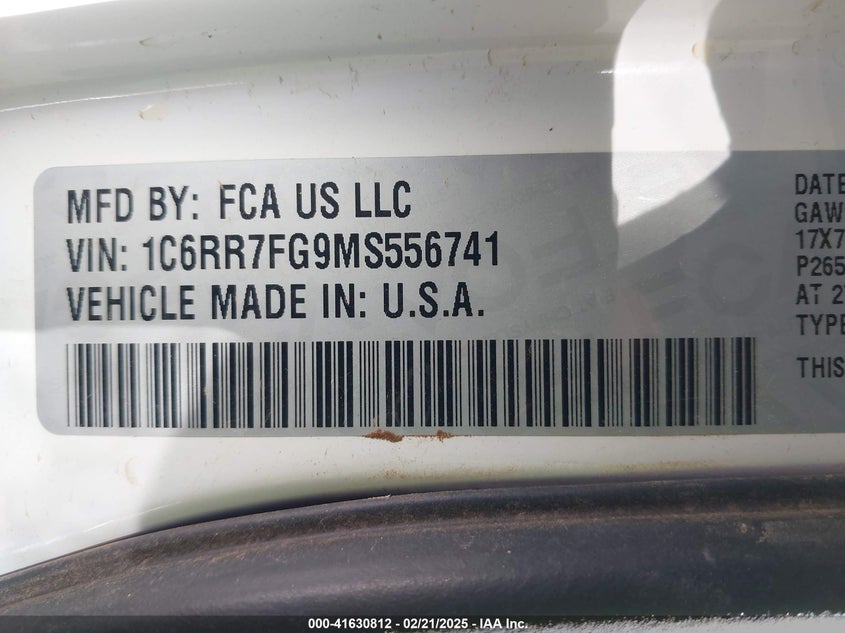 MFD BY: FCA US LLC
VIN: 1C6RR7FG9MS556741
VEHICLE MADE IN: U.S.A.
DATE
GAW
17X7
P265
AT 2
TYPE
THIS
000-41630812 - 02/21/2025 - IAA Inc.